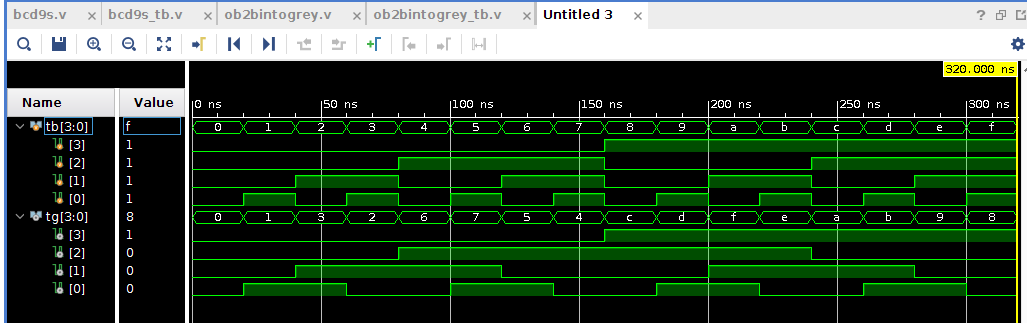 bcd9s.v × bcd9s_tb.v × ob2bintogrey.v × ob2bintogrey_tb.v × Untitled 3 × ?
320.000 ns
Name Value 0 ns 50 ns 100 ns 150 ns 200 ns 250 ns 300 ns
tb[3:0] f 0 1 2 3 4 5 6 7 8 9 a b c d e f
[3] 1
[2] 1
[1] 1
[0] 1
tg[3:0] 8 0 1 3 2 6 7 5 4 c d f e a b 9 8
[3] 1
[2] 0
[1] 0
[0] 0